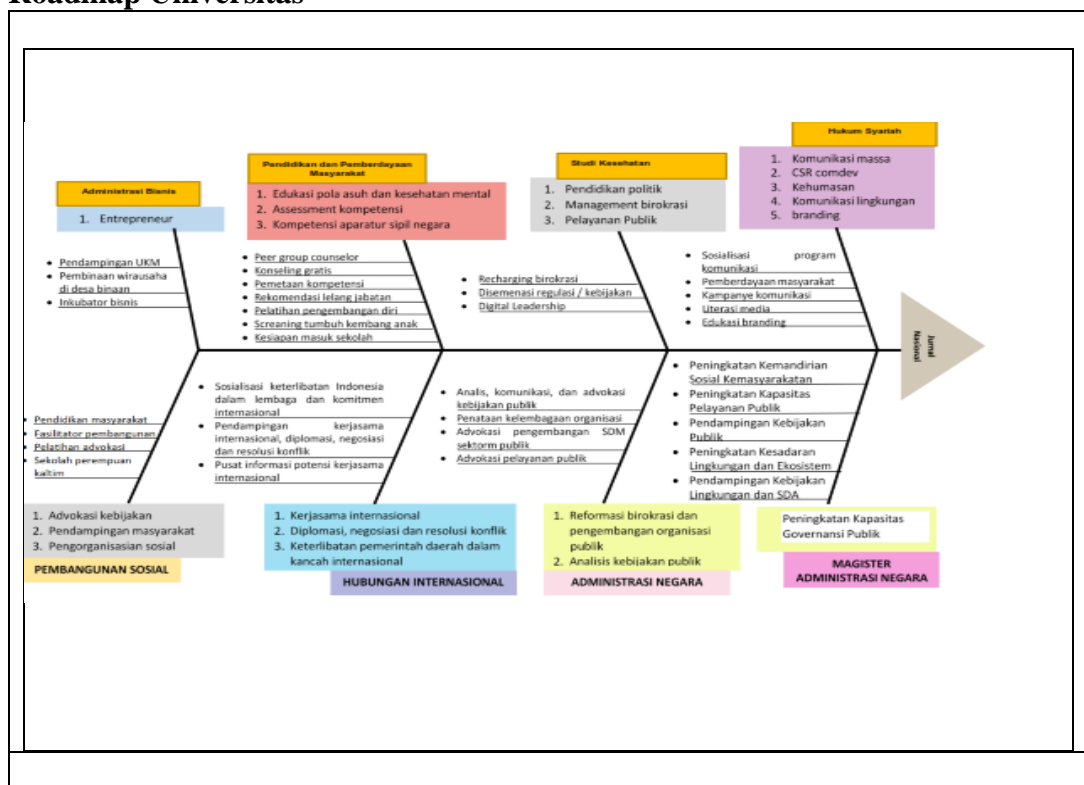 Roadmap Universitas
Hukum Syariah
1. Komunikasi massa
2. CSR comdev
3. Kehumasan
4. Komunikasi lingkungan
5. branding
Studi Kesehatan
1. Pendidikan politik
2. Management birokrasi
3. Pelayanan Publik
Pendidikan dan Pemberdayaan
Masyarakat
1. Edukasi pola asuh dan kesehatan mental
2. Assessment kompetensi
3. Kompetensi aparatur sipil negara
Administrasi Bisnis
1. Entrepreneur
• Pendampingan UKM
• Pembinaan wirausaha
di desa binaan
• Inkubator bisnis
• Peer group counselor
• Konseling gratis
• Pemetaan kompetensi
• Rekomendasi lelang jabatan
• Pelatihan pengembangan diri
• Screaning tumbuh kembang anak
• Kesiapan masuk sekolah
• Recharging birokrasi
• Disemenasi regulasi / kebijakan
• Digital Leadership
• Sosialisasi program
komunikasi
• Pemberdayaan masyarakat
• Kampanye komunikasi
• Literasi media
• Edukasi branding
Jurnal
Nasional
• Pendidikan masyarakat
• Fasilitator pembangunan
• Pelatihan advokasi
• Sekolah perempuan
kaltim
• Sosialisasi keterlibatan Indonesia
dalam lembaga dan komitmen
internasional
• Pendampingan kerjasama
internasional, diplomasi, negosiasi
dan resolusi konflik
• Pusat informasi potensi kerjasama
internasional
• Analis, komunikasi, dan advokasi
kebijakan publik
• Penataan kelembagaan organisasi
• Advokasi pengembangan SDM
sektorm publik
• Advokasi pelayanan publik
• Peningkatan Kemandirian
Sosial Kemasyarakatan
• Peningkatan Kapasitas
Pelayanan Publik
• Pendampingan Kebijakan
Publik
• Peningkatan Kesadaran
Lingkungan dan Ekosistem
• Pendampingan Kebijakan
Lingkungan dan SDA
1. Advokasi kebijakan
2. Pendampingan masyarakat
3. Pengorganisasian sosial
PEMBANGUNAN SOSIAL
1. Kerjasama internasional
2. Diplomasi, negosiasi dan resolusi konflik
3. Keterlibatan pemerintah daerah dalam
kancah internasional
HUBUNGAN INTERNASIONAL
1. Reformasi birokrasi dan
pengembangan organisasi
publik
2. Analisis kebijakan publik
ADMINISTRASI NEGARA
Peningkatan Kapasitas
Governansi Publik
MAGISTER
ADMINISTRASI NEGARA